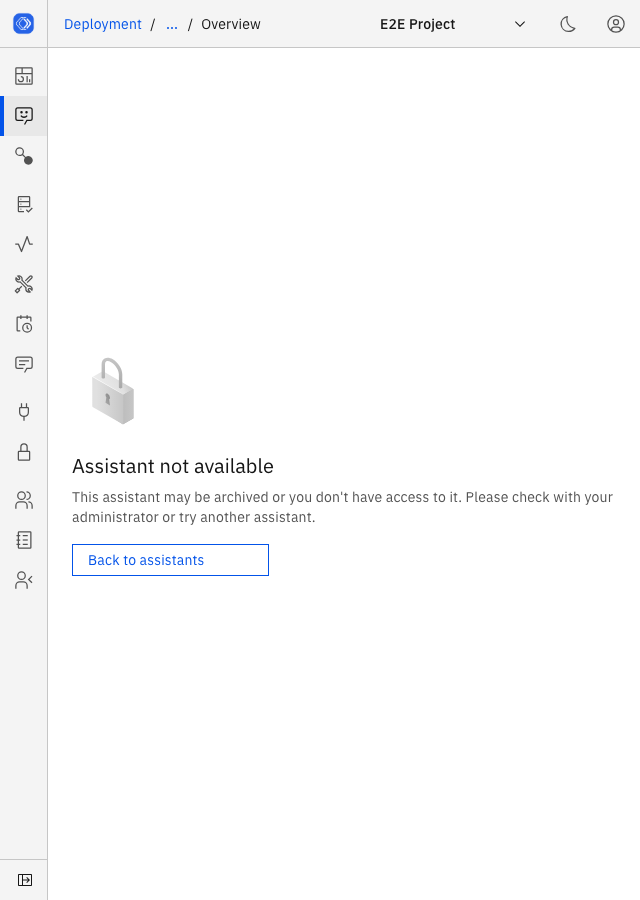 Deployment / ... / Overview
E2E Project
Assistant not available
This assistant may be archived or you don't have access to it. Please check with your
administrator or try another assistant.
Back to assistants